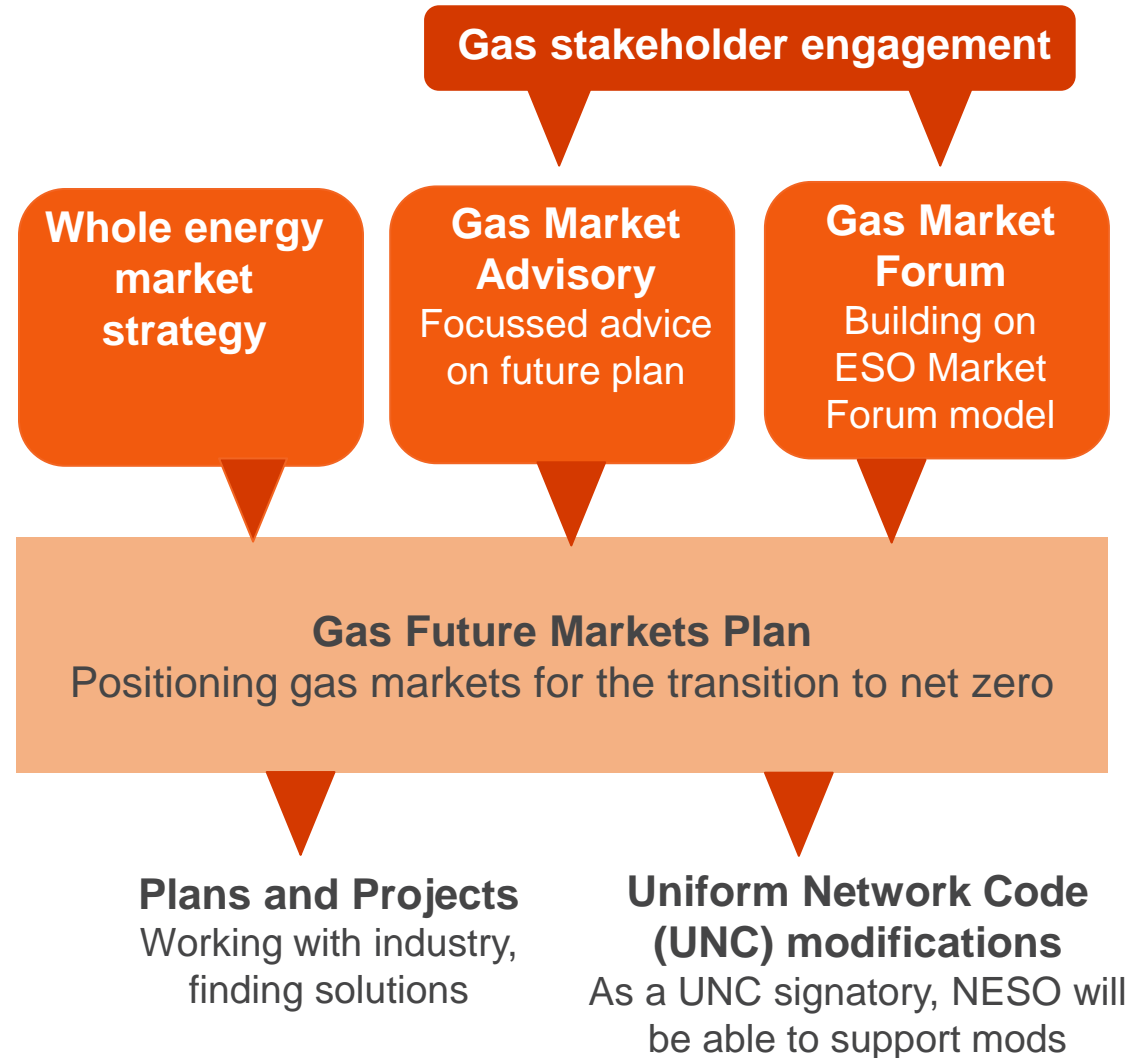 Gas stakeholder engagement
Whole energy
market
strategy
Gas Market
Advisory
Focussed advice
on future plan
Gas Market
Forum
Building on
ESO Market
Forum model
Gas Future Markets Plan
Positioning gas markets for the transition to net zero
Plans and Projects
Working with industry,
finding solutions
Uniform Network Code
(UNC) modifications
As a UNC signatory, NESO will
be able to support mods